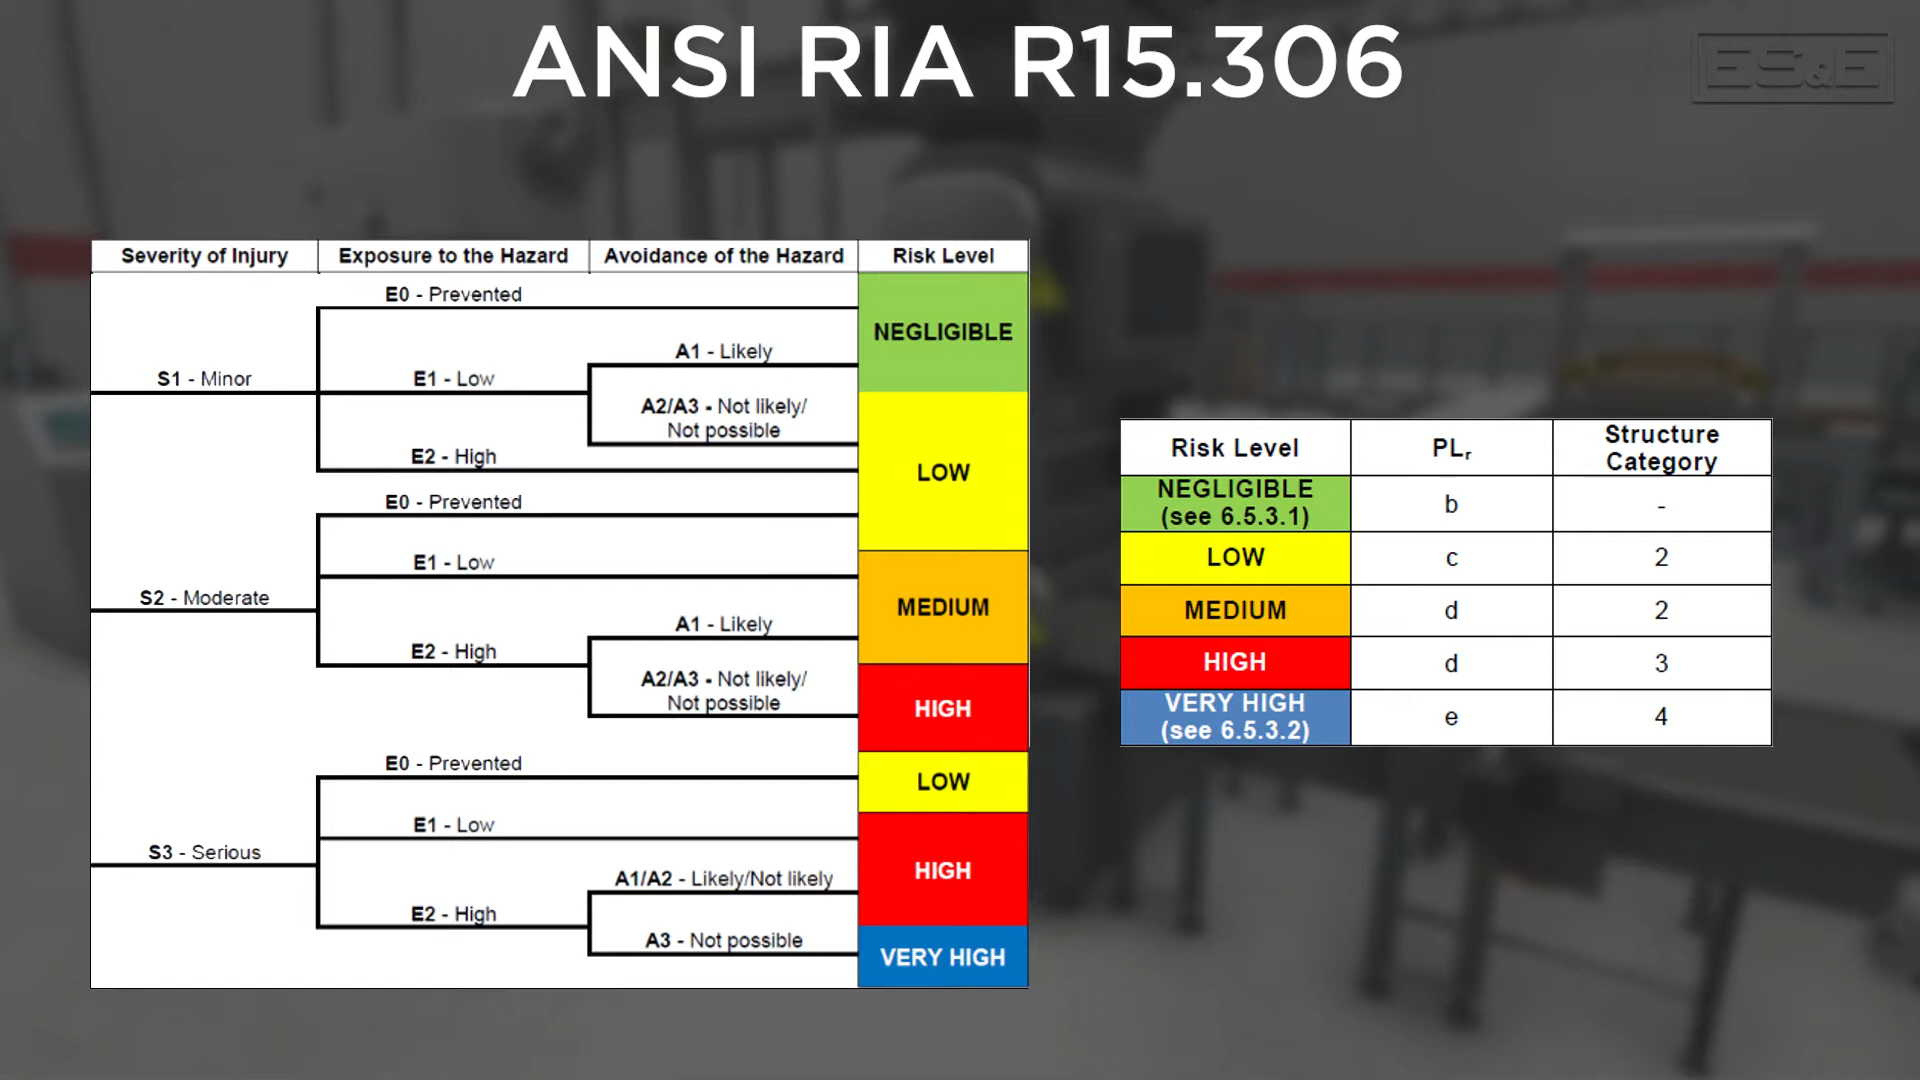 ANSI RIA R15.306
ES&E
Severity of Injury
Exposure to the Hazard
Avoidance of the Hazard
Risk Level
E0 - Prevented
NEGLIGIBLE
A1 - Likely
S1 - Minor
E1 - Low
A2/A3 - Not likely/
Not possible
E2 - High
LOW
E0 - Prevented
E1 - Low
S2 - Moderate
MEDIUM
A1 - Likely
E2 - High
A2/A3 - Not likely/
Not possible
HIGH
E0 - Prevented
LOW
E1 - Low
S3 - Serious
HIGH
A1/A2 - Likely/Not likely
E2 - High
A3 - Not possible
VERY HIGH
Risk Level
PLr
Structure
Category
NEGLIGIBLE
(see 6.5.3.1)
b
-
LOW
c
2
MEDIUM
d
2
HIGH
d
3
VERY HIGH
(see 6.5.3.2)
e
4